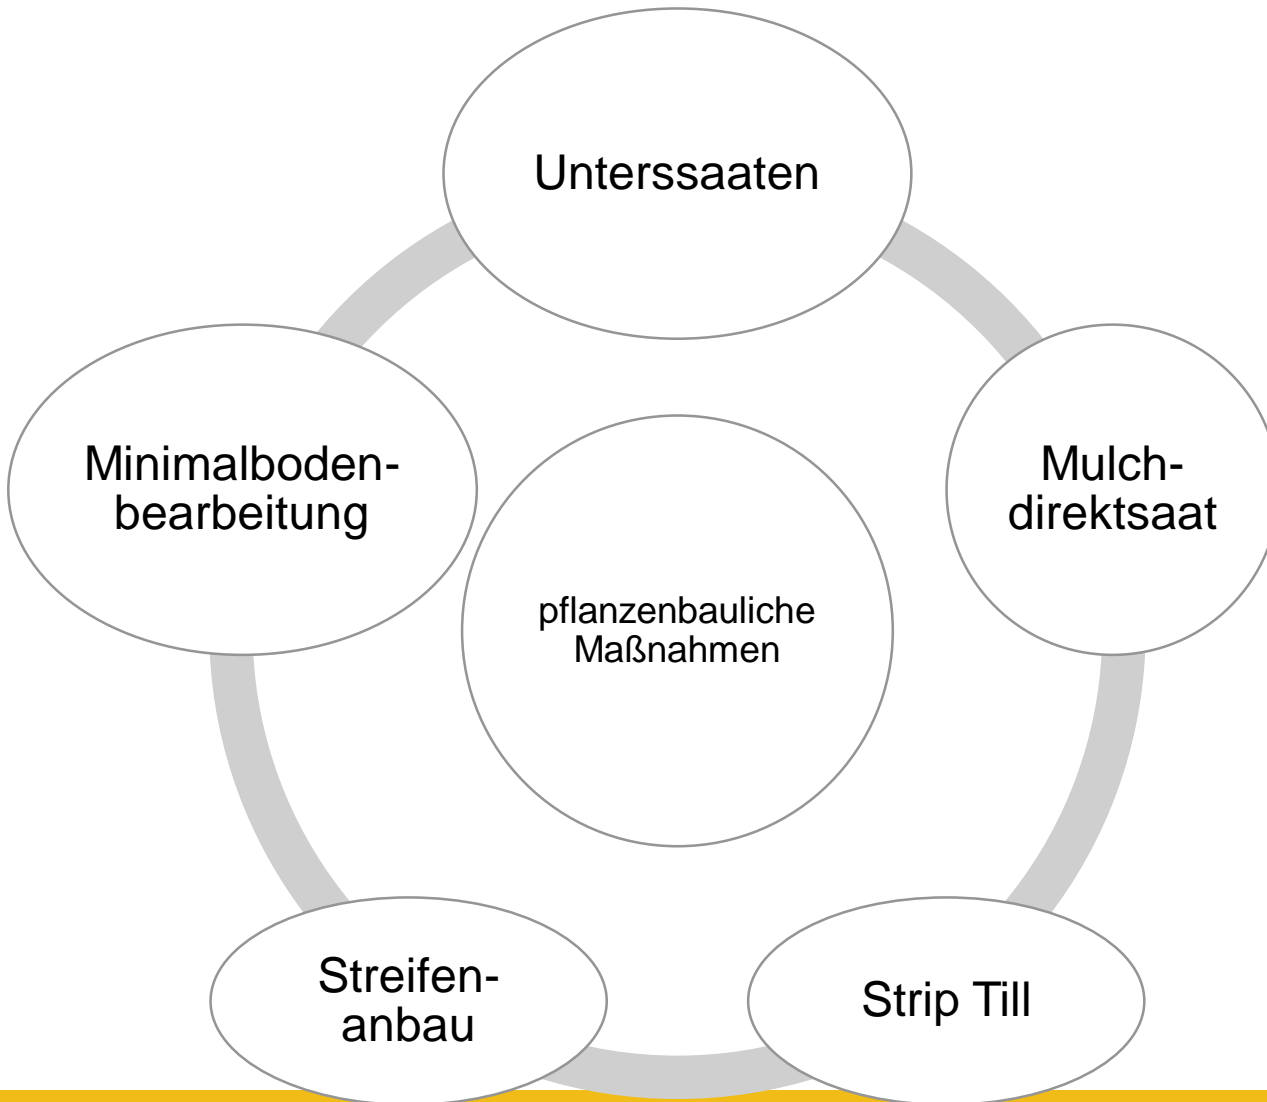 Unterssaaten
Minimalboden-
bearbeitung
Mulch-
direktsaat
pflanzenbauliche
Maßnahmen
Streifen-
anbau
Strip Till